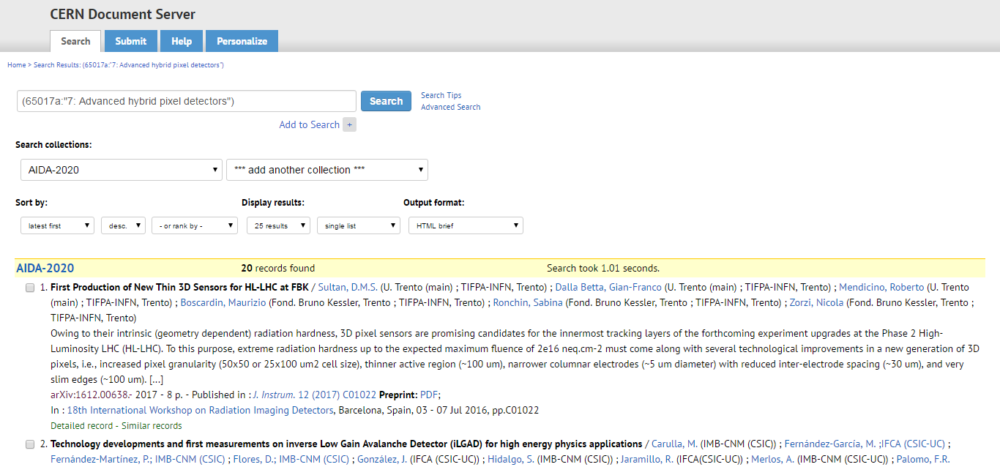 CERN Document Server
Search Submit Help Personalize
Home > Search Results: (65017a:"7: Advanced hybrid pixel detectors")
(65017a:"7: Advanced hybrid pixel detectors") Search Search Tips
Advanced Search
Add to Search +
Search collections:
AIDA-2020 *** add another collection ***
Sort by: Display results: Output format:
latest first desc. - or rank by - 25 results single list HTML brief
AIDA-2020 20 records found Search took 1.01 seconds.
1. First Production of New Thin 3D Sensors for HL-LHC at FBK / Sultan, D.M.S. (U. Trento (main) ; TIFPA-INFN, Trento) ; Dalla Betta, Gian-Franco (U. Trento (main) ; TIFPA-INFN, Trento) ; Mendicino, Roberto (U. Trento
(main) ; TIFPA-INFN, Trento) ; Boscardin, Maurizio (Fond. Bruno Kessler, Trento ; TIFPA-INFN, Trento) ; Ronchin, Sabina (Fond. Bruno Kessler, Trento ; TIFPA-INFN, Trento) ; Zorzi, Nicola (Fond. Bruno Kessler, Trento ;
TIFPA-INFN, Trento)
Owing to their intrinsic (geometry dependent) radiation hardness, 3D pixel sensors are promising candidates for the innermost tracking layers of the forthcoming experiment upgrades at the Phase 2 High-
Luminosity LHC (HL-LHC). To this purpose, extreme radiation hardness up to the expected maximum fluence of 2e16 neq.cm-2 must come along with several technological improvements in a new generation of 3D
pixels, i.e., increased pixel granularity (50x50 or 25x100 um2 cell size), thinner active region (~100 um), narrower columnar electrodes (~5 um diameter) with reduced inter-electrode spacing (~30 um), and very
slim edges (~100 um). [...]
arXiv:1612.00638.- 2017 - 8 p. - Published in : J. Instrum. 12 (2017) C01022 Preprint: PDF;
In : 18th International Workshop on Radiation Imaging Detectors, Barcelona, Spain, 03 - 07 Jul 2016, pp.C01022
Detailed record - Similar records
2. Technology developments and first measurements on inverse Low Gain Avalanche Detector (iLGAD) for high energy physics applications / Carulla, M. (IMB-CNM (CSIC)) ; Fernández-García, M. ;IFCA (CSIC-UC) ;
Fernández-Martínez, P.; IMB-CNM (CSIC) ; Flores, D.; IMB-CNM (CSIC) ; González, J. (IFCA (CSIC-UC)) ; Hidalgo, S. (IMB-CNM (CSIC)) ; Jaramillo, R. (IFCA(CSIC-UC)) ; Merlos, A. (IMB-CNM (CSIC-UC)) ; Palomo, F.R.